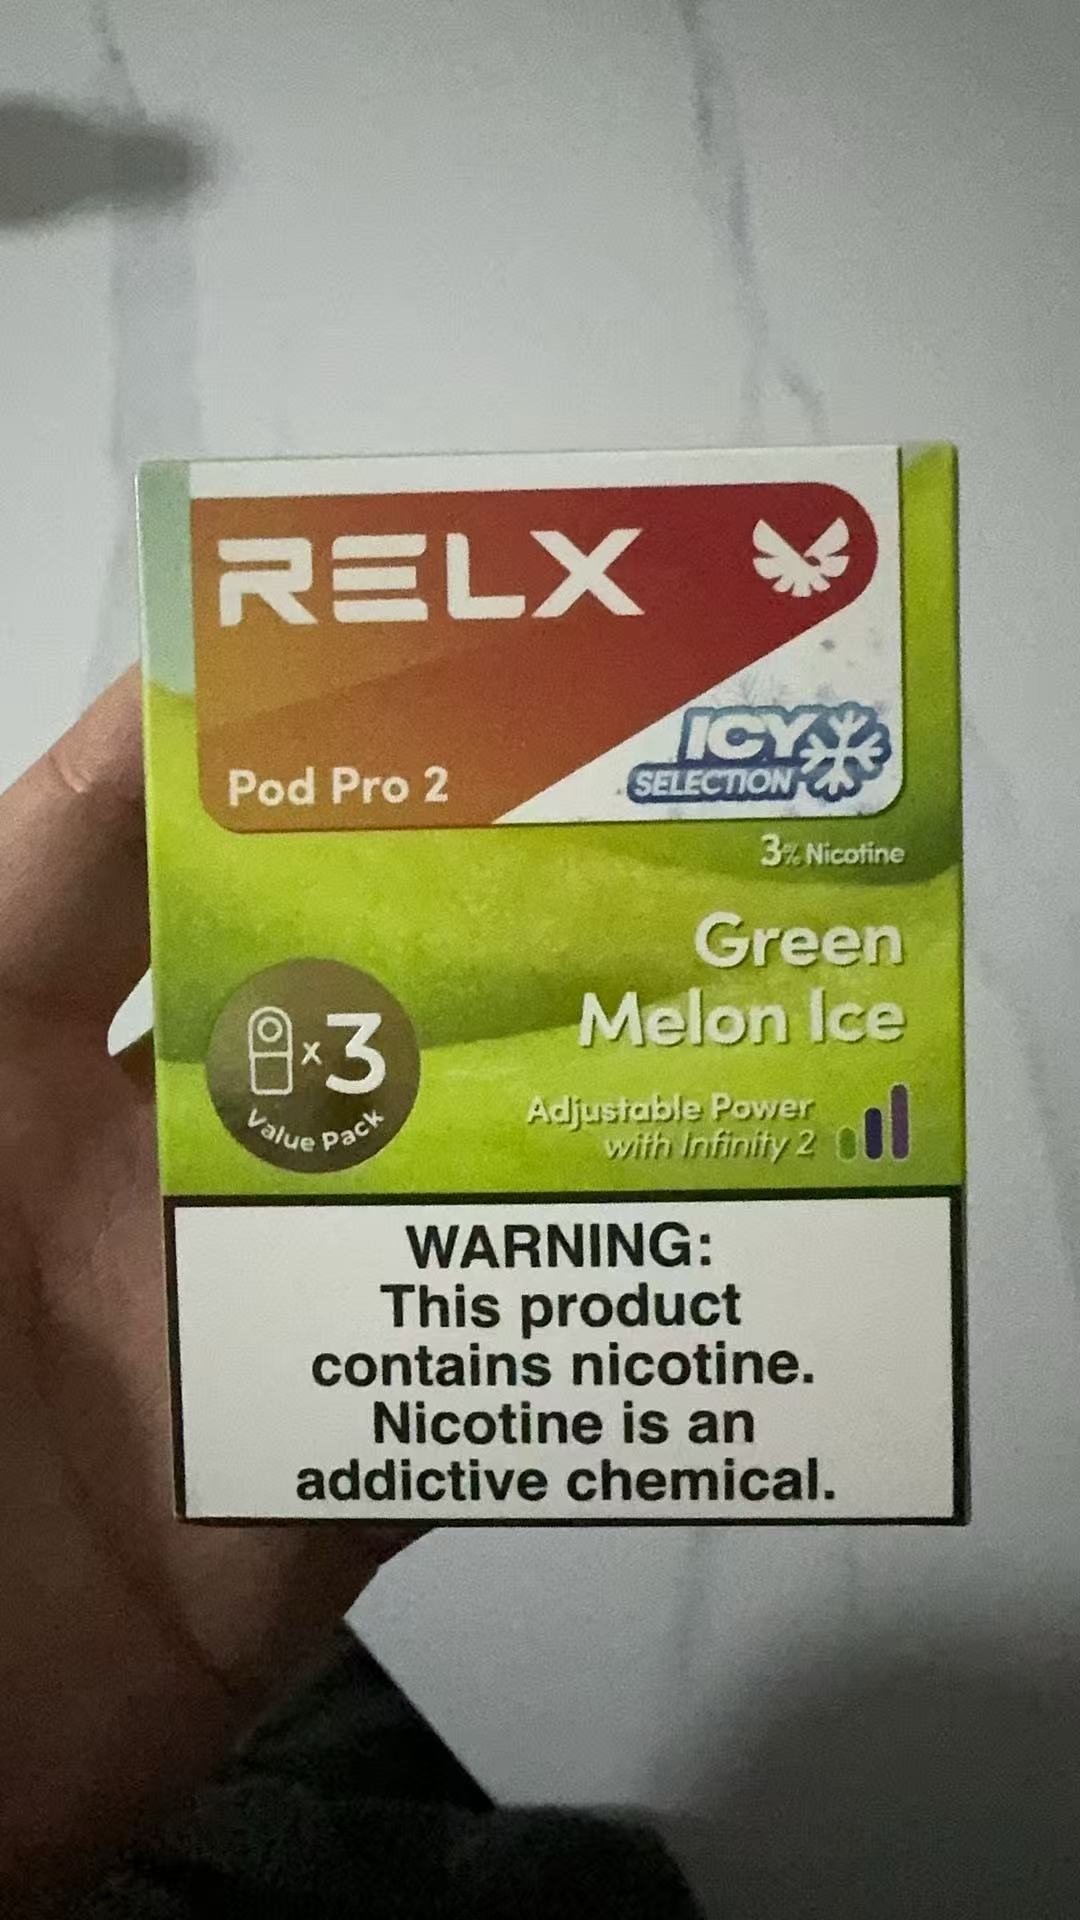 RELX
ICY
SELECTION
Pod Pro 2
3% Nicotine
Green
Melon Ice
x3
Value Pack
Adjustable Power
with Infinity 2
WARNING:
This product
contains nicotine.
Nicotine is an
addictive chemical.